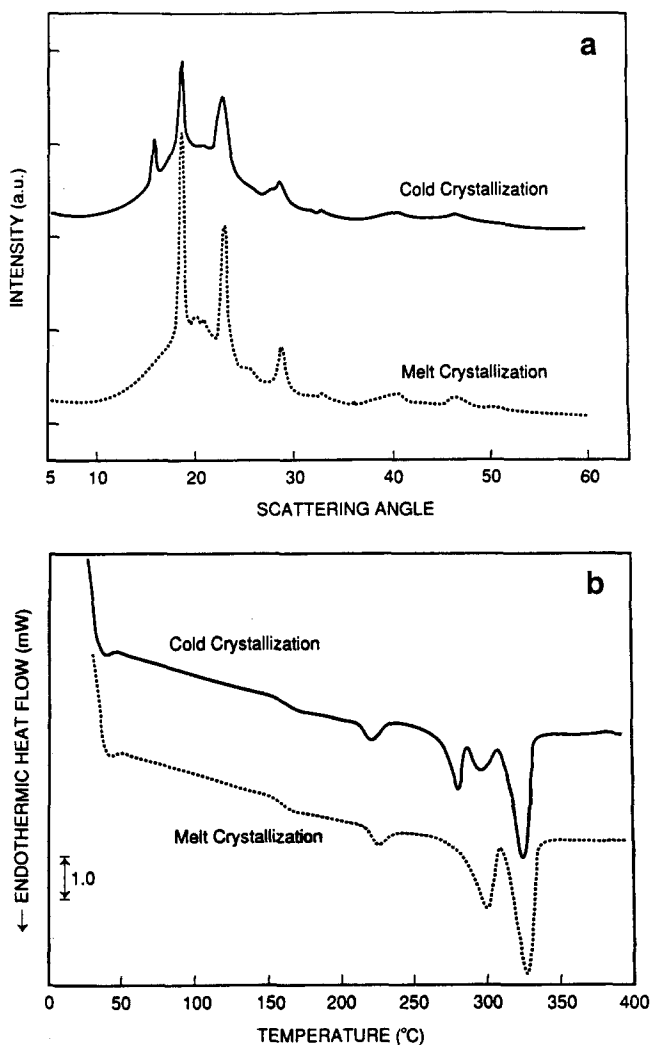 a
INTENSITY (a.u.)
Cold Crystallization
Melt Crystallization
5 10 20 30 40 50 60
SCATTERING ANGLE
b
← ENDOTHERMIC HEAT FLOW (mW)
Cold Crystallization
Melt Crystallization
1.0
0 50 100 150 200 250 300 350 400
TEMPERATURE (°C)